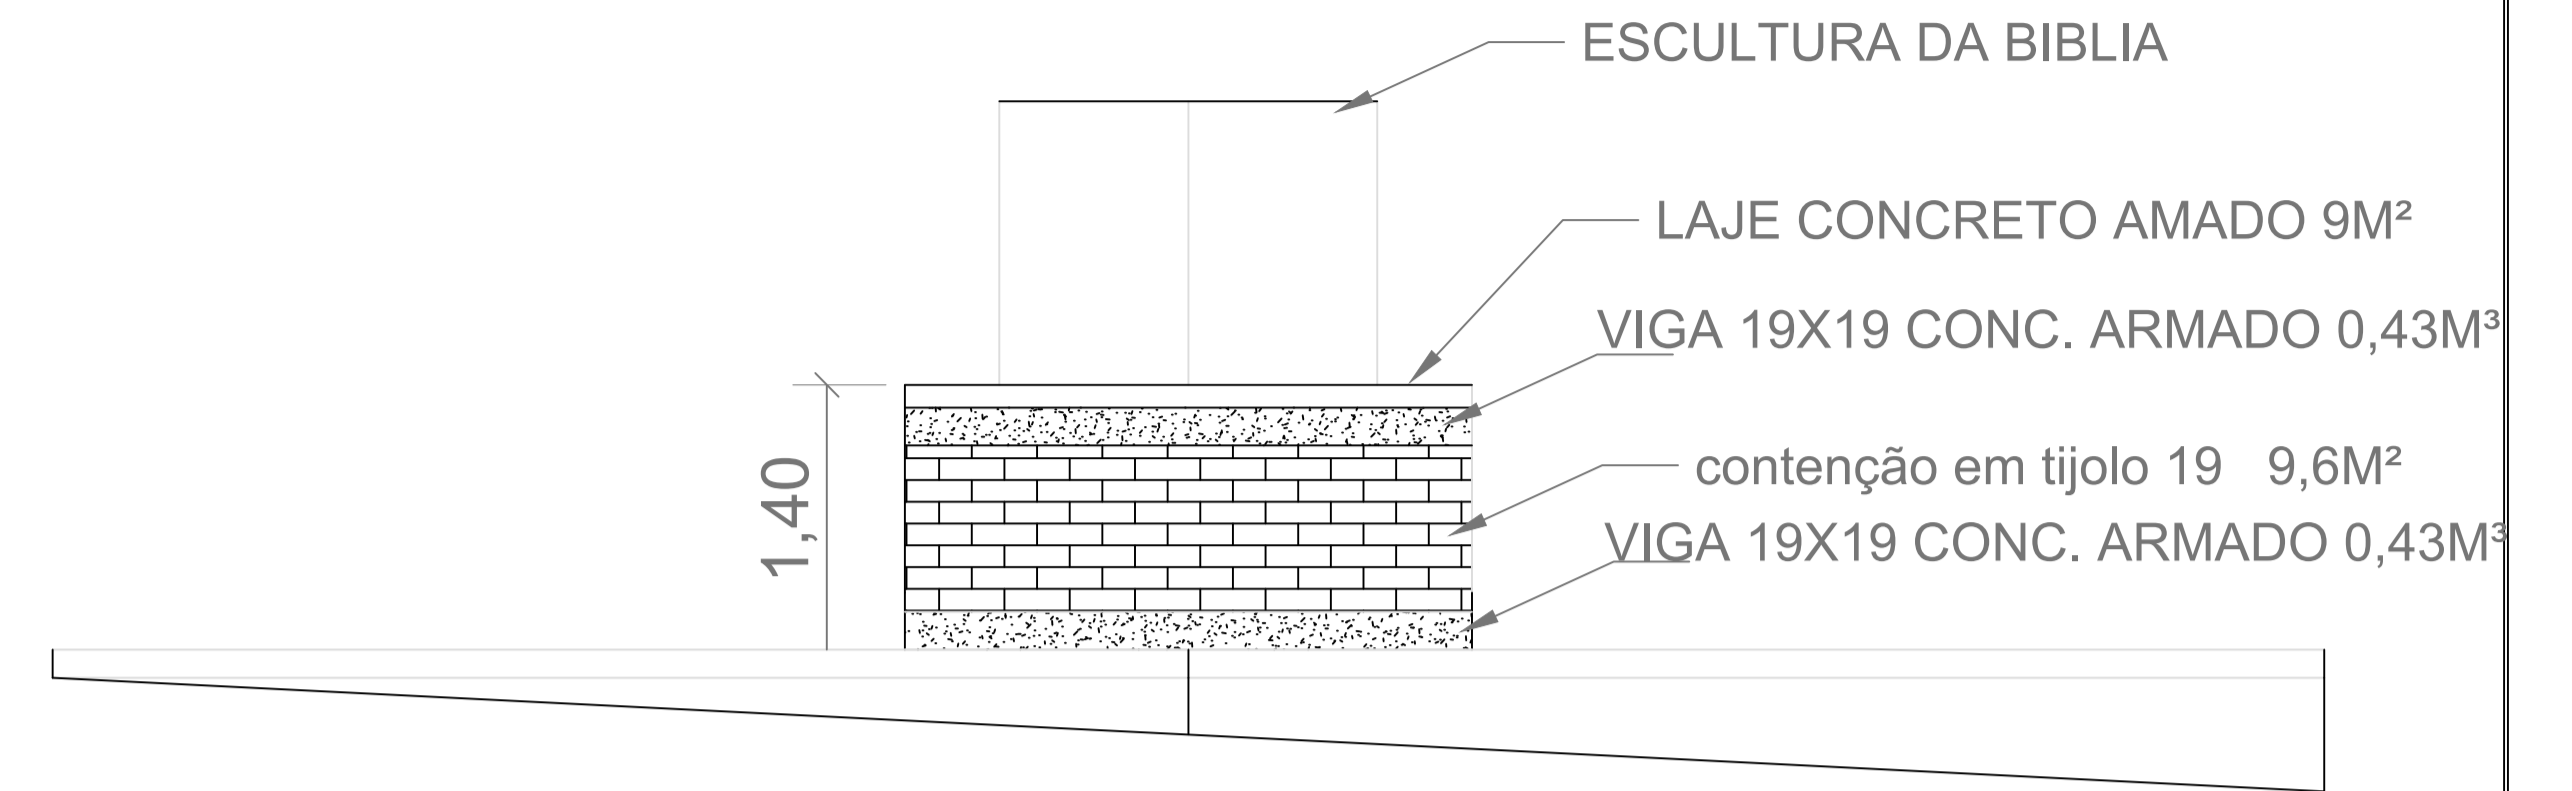 ESCULTURA DA BIBLIA
LAJE CONCRETO AMADO 9M²
VIGA 19X19 CONC. ARMADO 0,43M³
contenção em tijolo 19 9,6M²
VIGA 19X19 CONC. ARMADO 0,43M³
1,40